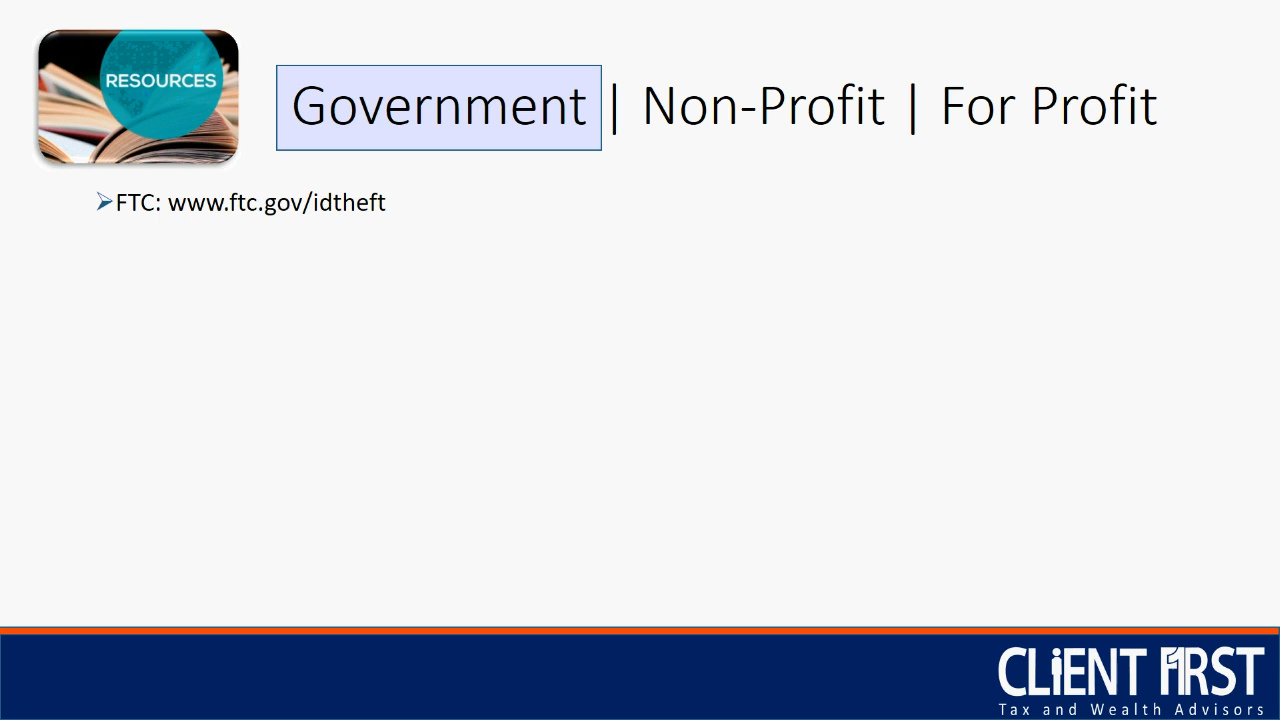 RESOURCES
Government | Non-Profit | For Profit
FTC: www.ftc.gov/idtheft
CLiENT FIRST
Tax and Wealth Advisors